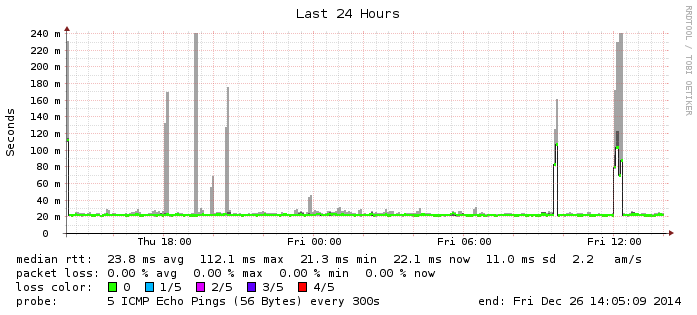 Last 24 Hours
RRDTOOL / TOBI OETIKER
Seconds
240 m
220 m
200 m
180 m
160 m
140 m
120 m
100 m
80 m
60 m
40 m
20 m
0
Thu 18:00 Fri 00:00 Fri 06:00 Fri 12:00
median rtt: 23.8 ms avg 112.1 ms max 21.3 ms min 22.1 ms now 11.0 ms sd 2.2 am/s
packet loss: 0.00 % avg 0.00 % max 0.00 % min 0.00 % now
loss color: 0 1/5 2/5 3/5 4/5
probe: 5 ICMP Echo Pings (56 Bytes) every 300s end: Fri Dec 26 14:05:09 2014